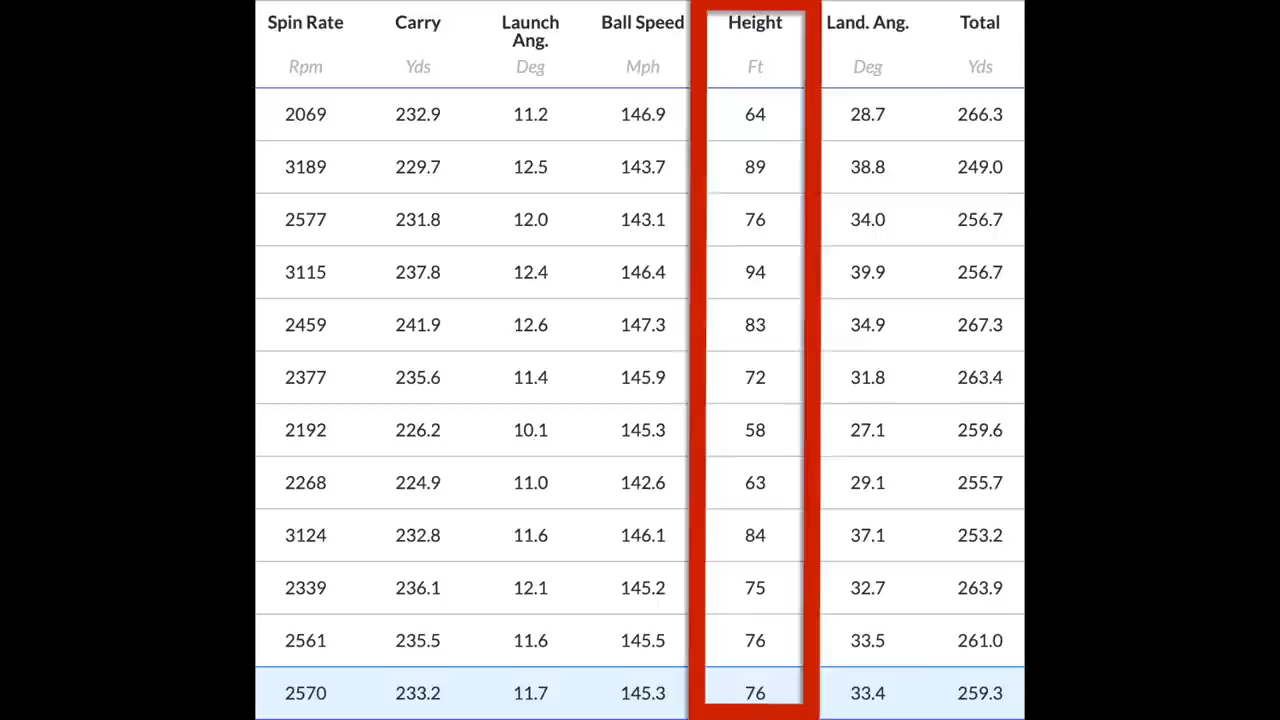 Spin Rate Carry Launch Ang. Ball Speed Height Land. Ang. Total
Rpm Yds Deg Mph Ft Deg Yds
2069 232.9 11.2 146.9 64 28.7 266.3
3189 229.7 12.5 143.7 89 38.8 249.0
2577 231.8 12.0 143.1 76 34.0 256.7
3115 237.8 12.4 146.4 94 39.9 256.7
2459 241.9 12.6 147.3 83 34.9 267.3
2377 235.6 11.4 145.9 72 31.8 263.4
2192 226.2 10.1 145.3 58 27.1 259.6
2268 224.9 11.0 142.6 63 29.1 255.7
3124 232.8 11.6 146.1 84 37.1 253.2
2339 236.1 12.1 145.2 75 32.7 263.9
2561 235.5 11.6 145.5 76 33.5 261.0
2570 233.2 11.7 145.3 76 33.4 259.3